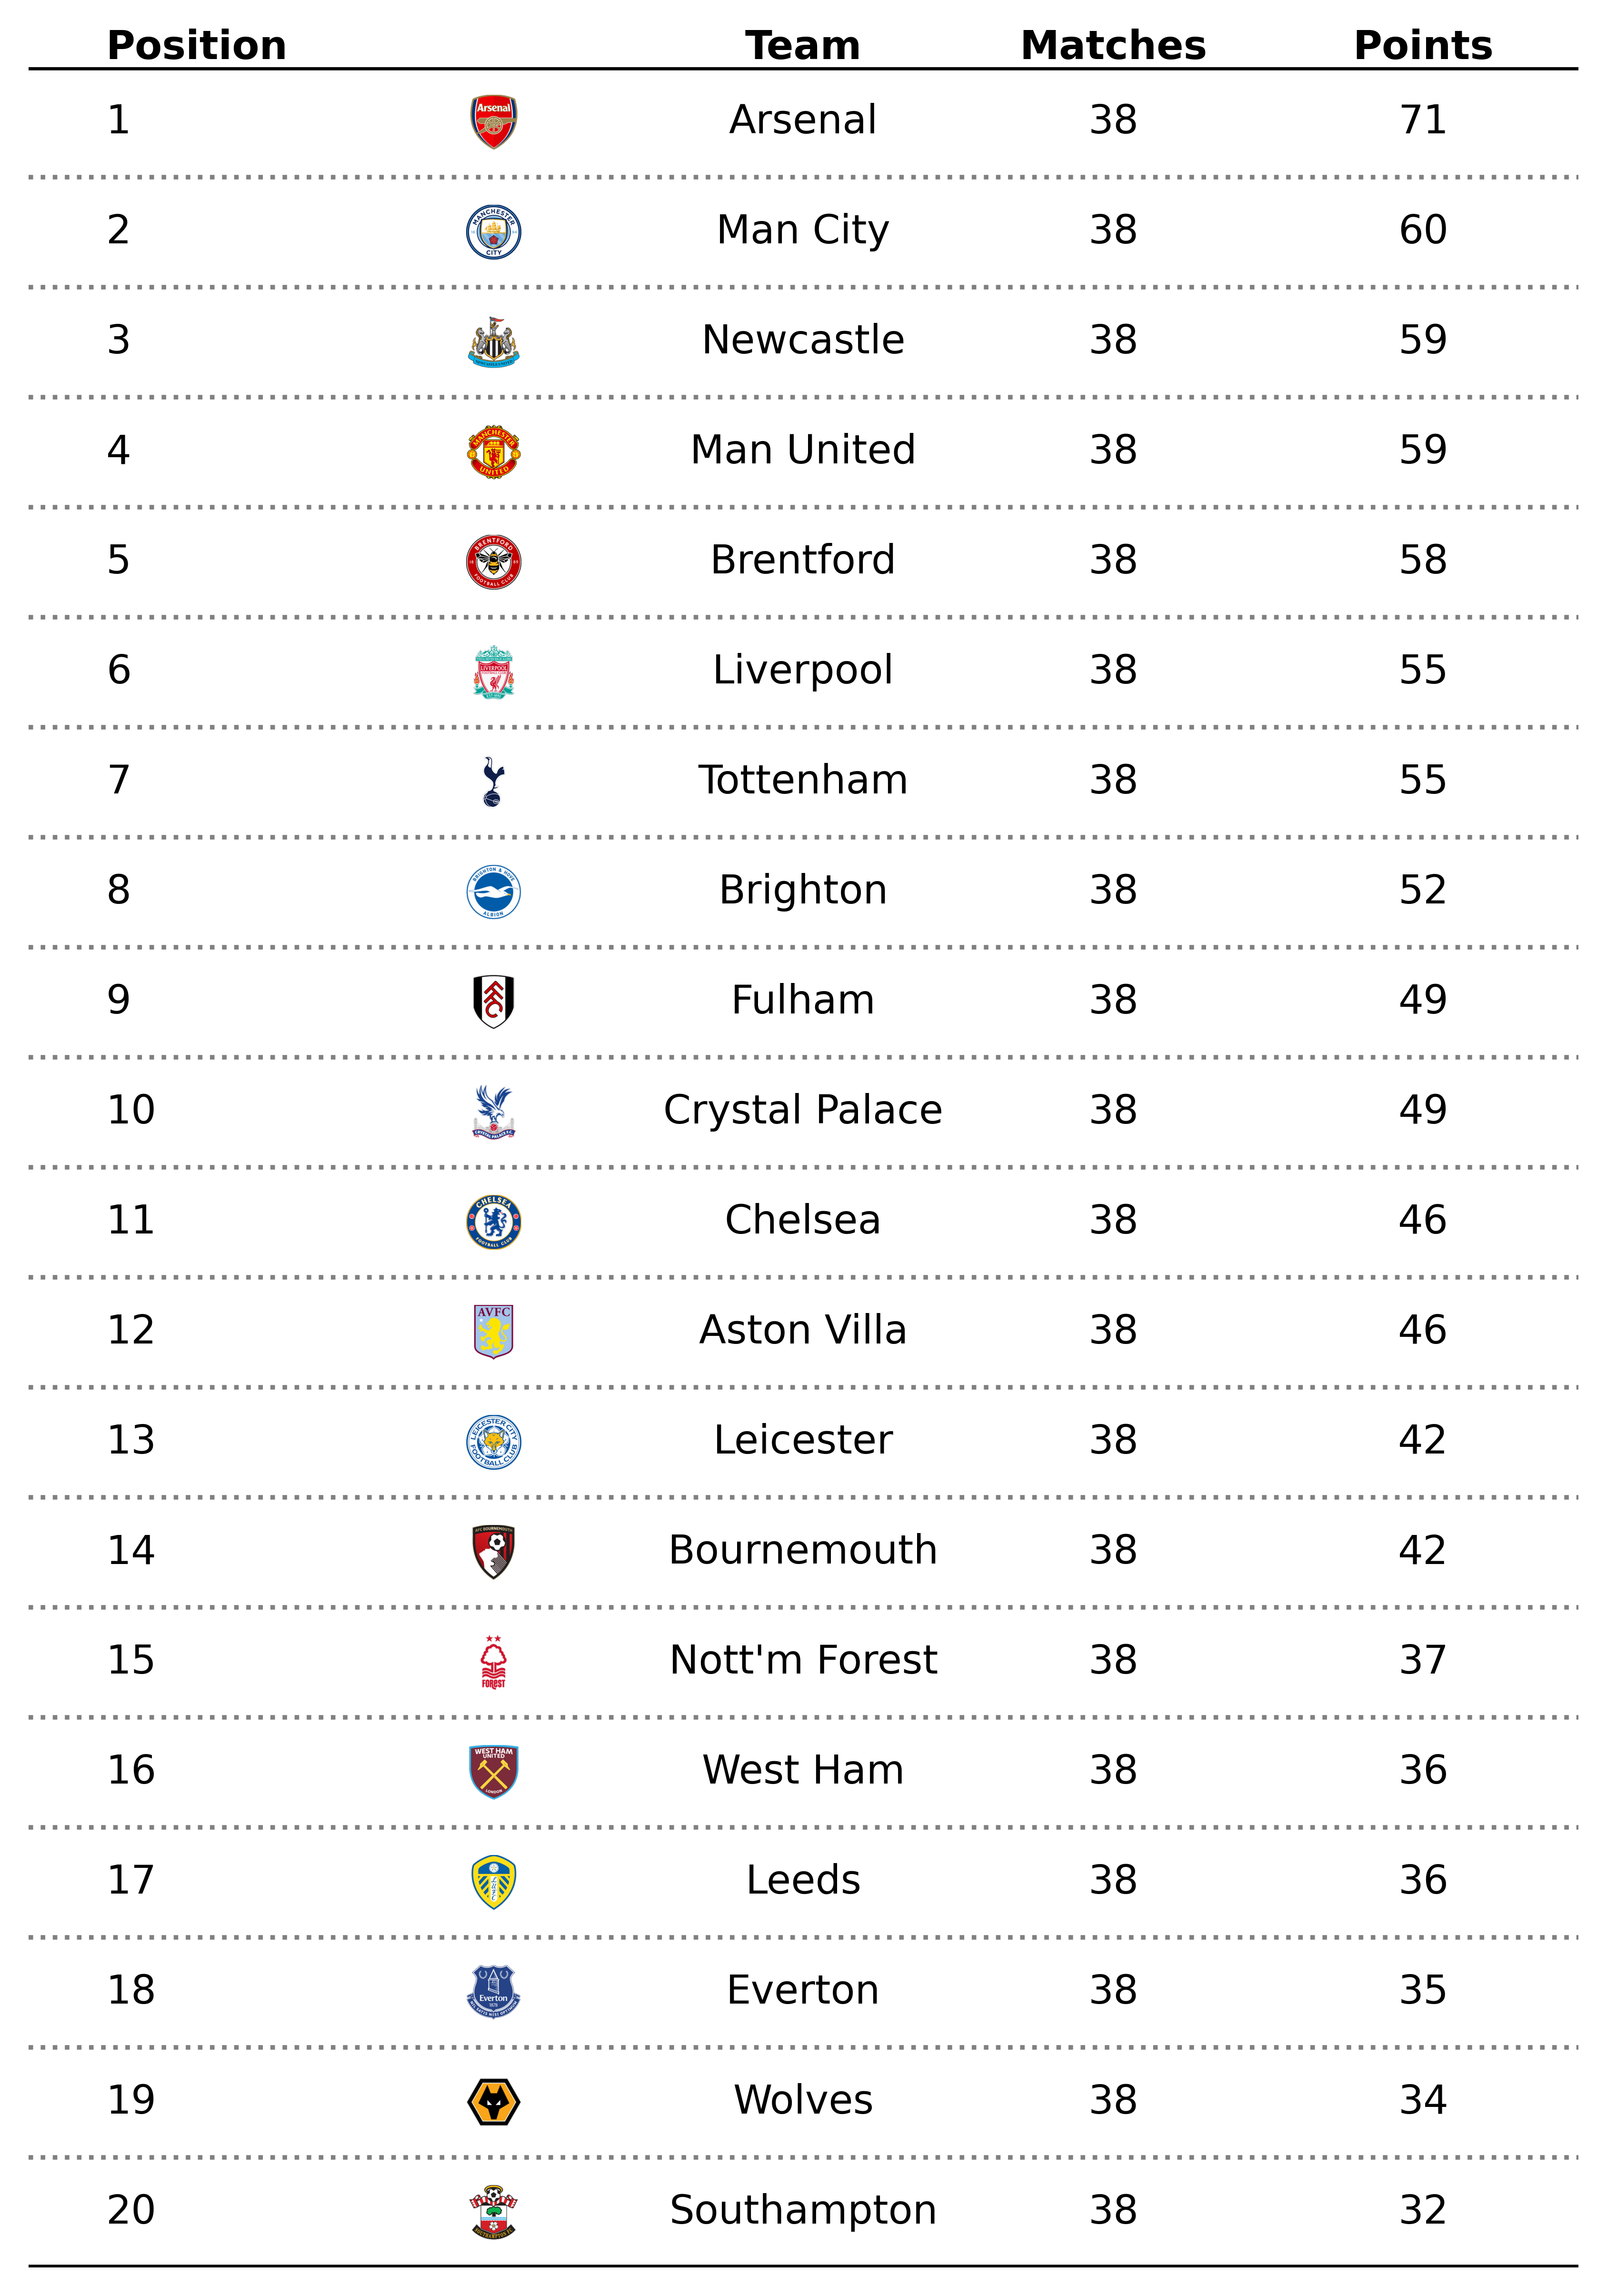 Position Team Matches Points
1 Arsenal Arsenal 38 71
2 MANCHESTER CITY Man City 38 60
3 Newcastle 38 59
4 MANCHESTER UNITED Man United 38 59
5 BRENTFORD FOOTBALL CLUB Brentford 38 58
6 LIVERPOOL Liverpool 38 55
7 Tottenham 38 55
8 BRIGHTON & HOVE ALBION Brighton 38 52
9 FFC Fulham 38 49
10 Crystal Palace 38 49
11 CHELSEA FOOTBALL CLUB Chelsea 38 46
12 AVFC Aston Villa 38 46
13 LEICESTER CITY FOOTBALL CLUB Leicester 38 42
14 AFC BOURNEMOUTH Bournemouth 38 42
15 FOREST Nott'm Forest 38 37
16 WEST HAM UNITED LONDON West Ham 38 36
17 LUFC Leeds 38 36
18 Everton Everton 38 35
19 Wolves 38 34
20 Southampton 38 32